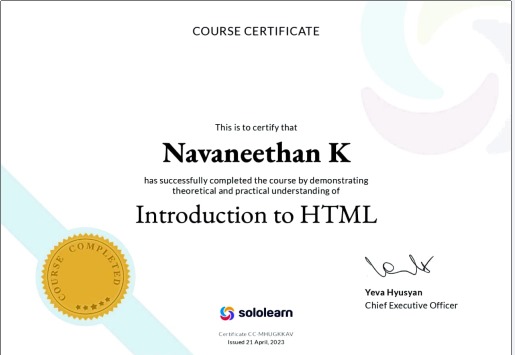 COURSE CERTIFICATE
This is to certify that
Navaneethan K
has successfully completed the course by demonstrating
theoretical and practical understanding of
Introduction to HTML
COURSE COMPLETED
Yeva Hyusyan
Chief Executive Officer
sololearn
Certificate CC-MHUGKKAV
Issued 21 April, 2023